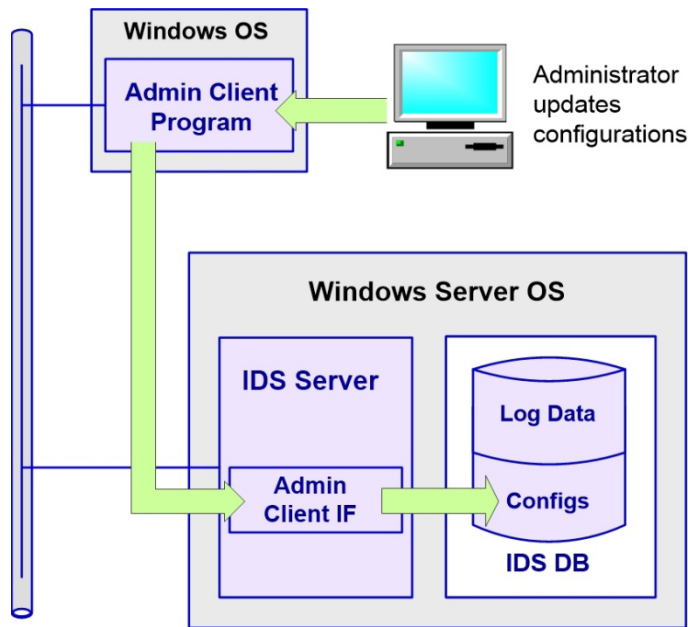 Windows OS
Admin Client
Program
Administrator
updates
configurations
Windows Server OS
IDS Server
Admin
Client IF
Log Data
Configs
IDS DB